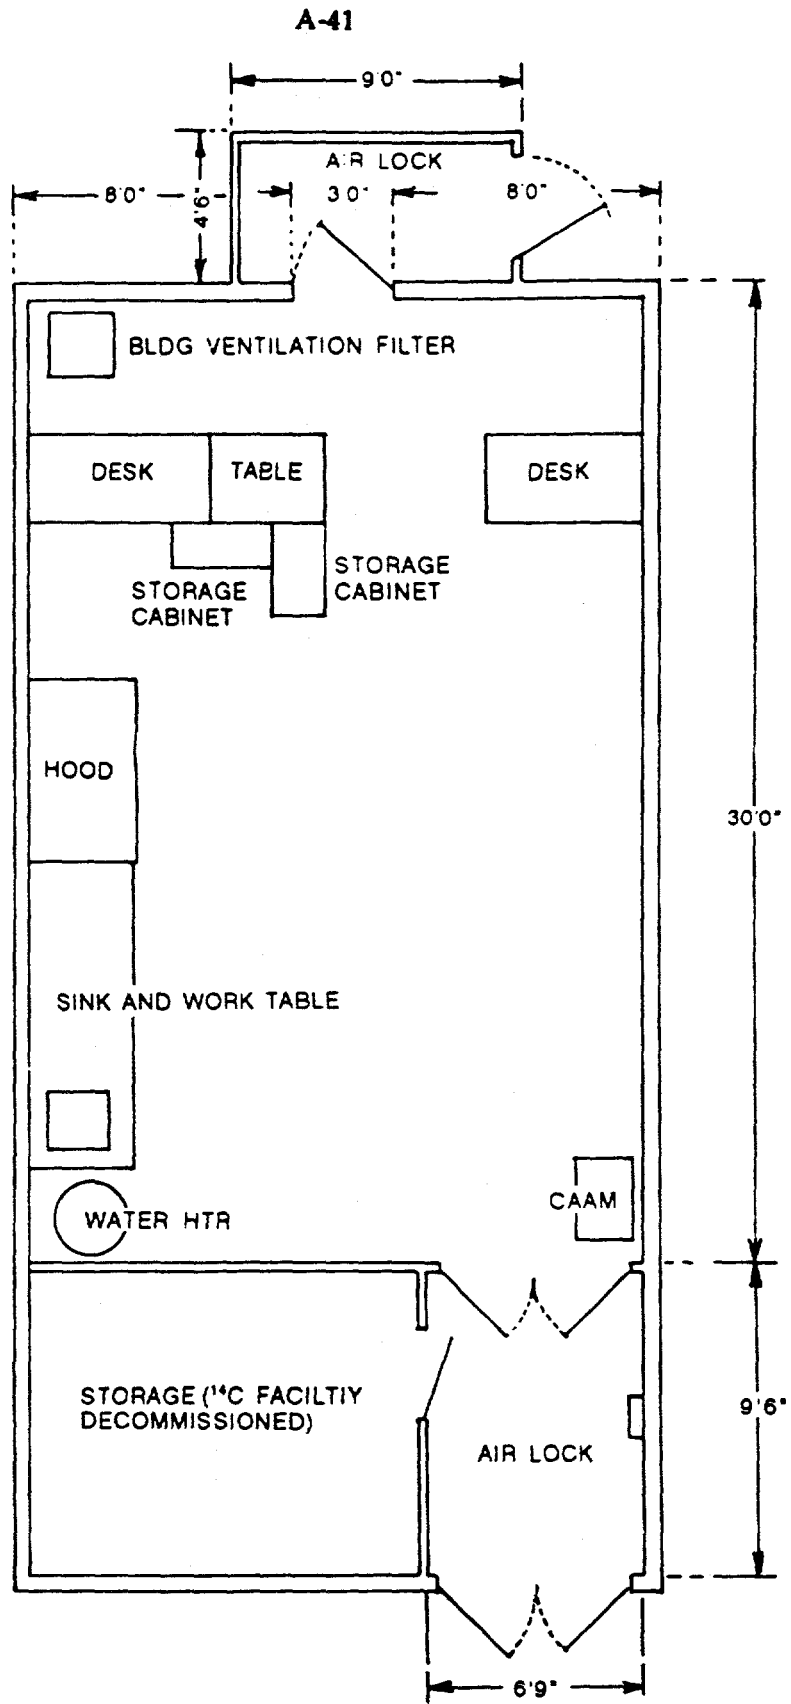 A-41
9'0"
AIR LOCK
8'0"
4'6"
3'0"
8'0"
BLDG VENTILATION FILTER
DESK
TABLE
DESK
STORAGE
CABINET
STORAGE
CABINET
HOOD
30'0"
SINK AND WORK TABLE
CAAM
WATER HTR
STORAGE (¹⁴C FACILTIY
DECOMMISSIONED)
9'6"
AIR LOCK
6'9"